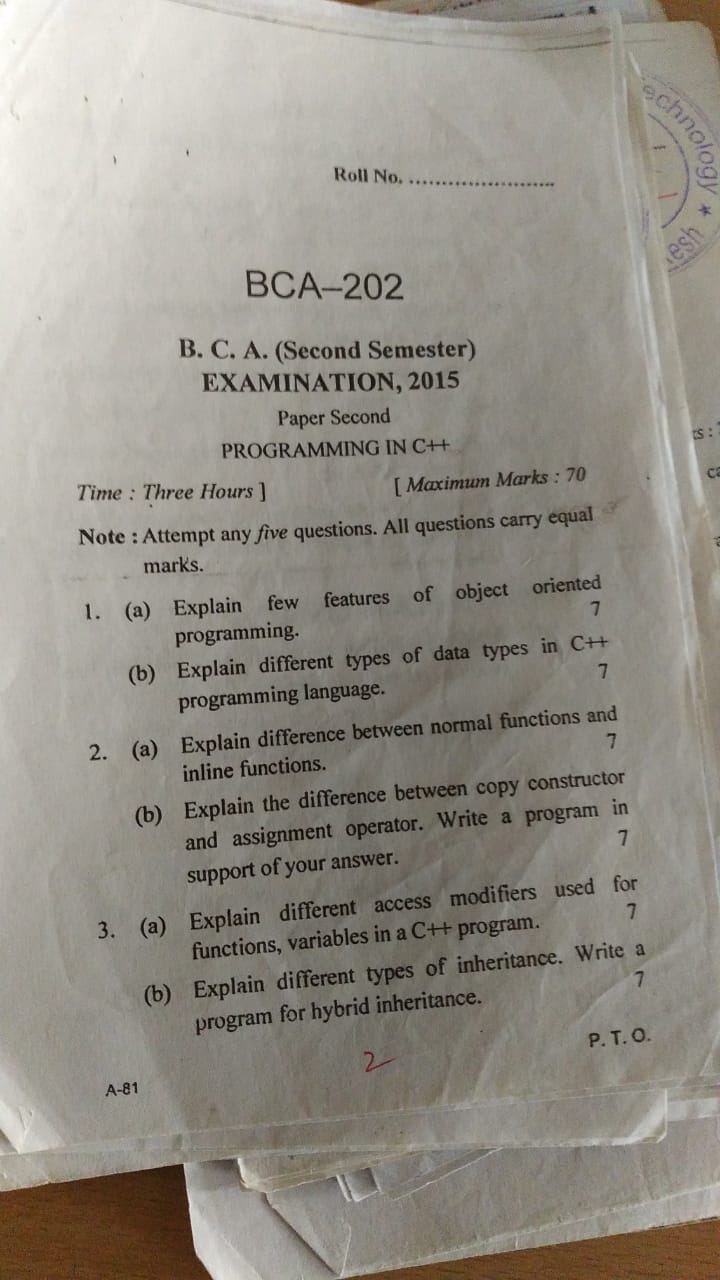 Roll No. ........................
BCA–202
B. C. A. (Second Semester)
EXAMINATION, 2015
Paper Second
PROGRAMMING IN C++
Time : Three Hours ] [ Maximum Marks : 70
Note : Attempt any five questions. All questions carry equal
marks.
1. (a) Explain few features of object oriented
programming. 7
(b) Explain different types of data types in C++
programming language. 7
2. (a) Explain difference between normal functions and
inline functions. 7
(b) Explain the difference between copy constructor
and assignment operator. Write a program in
support of your answer. 7
3. (a) Explain different access modifiers used for
functions, variables in a C++ program. 7
(b) Explain different types of inheritance. Write a
program for hybrid inheritance. 7
P. T. O.
2
A-81